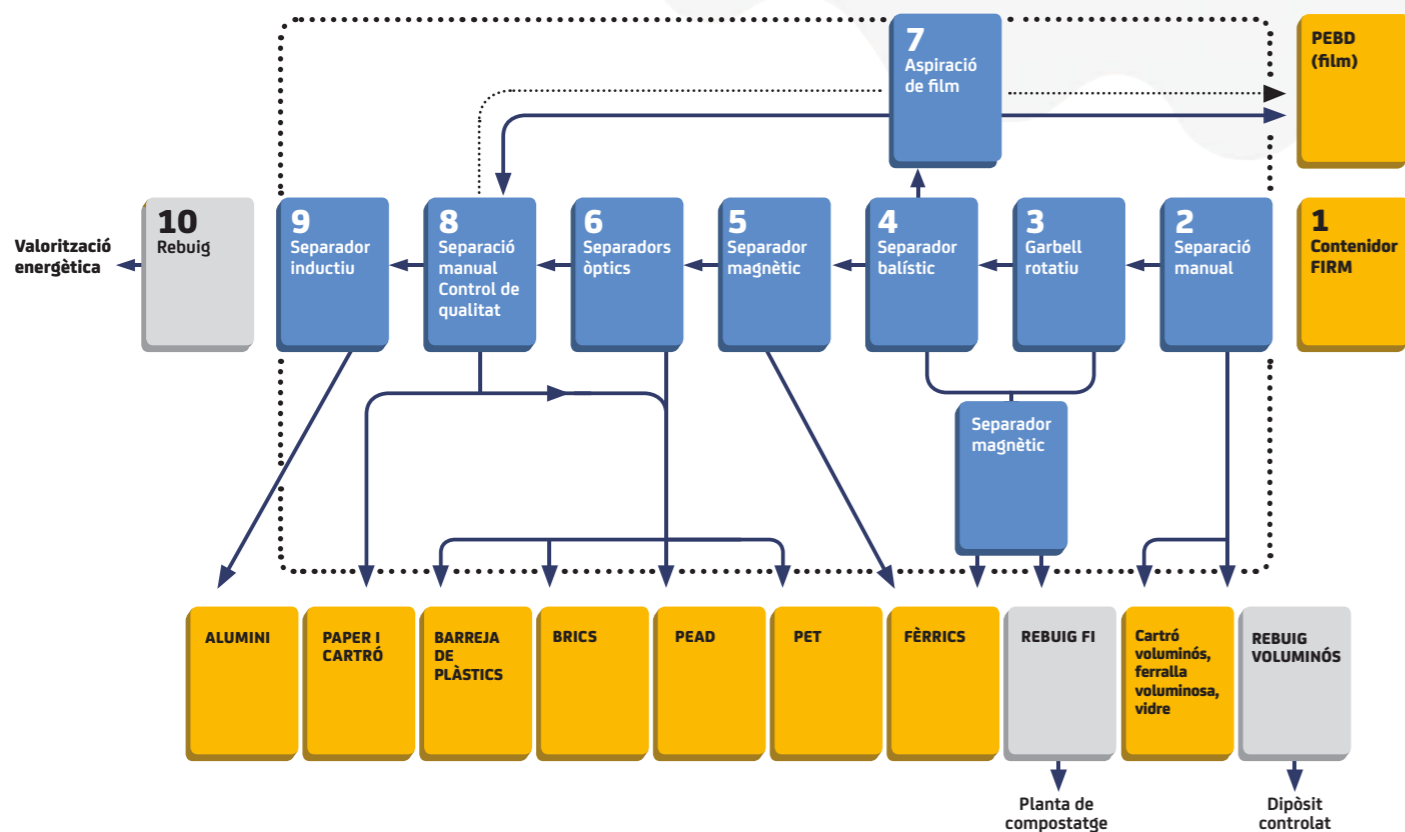 7
Aspiració
de film
PEBD
(film)
Valorització
energètica
10
Rebuig
9
Separador
inductiu
8
Separació
manual
Control de
qualitat
6
Separadors
òptics
5
Separador
magnètic
4
Separador
balístic
3
Garbell
rotatiu
2
Separació
manual
1
Contenidor
FIRM
Separador
magnètic
ALUMINI
PAPER I
CARTRÓ
BARREJA
DE
PLÀSTICS
BRICS
PEAD
PET
FÈRRICS
REBUIG FI
Cartró
voluminós,
ferralla
voluminosa,
vidre
REBUIG
VOLUMINÓS
Planta de
compostatge
Dipòsit
controlat